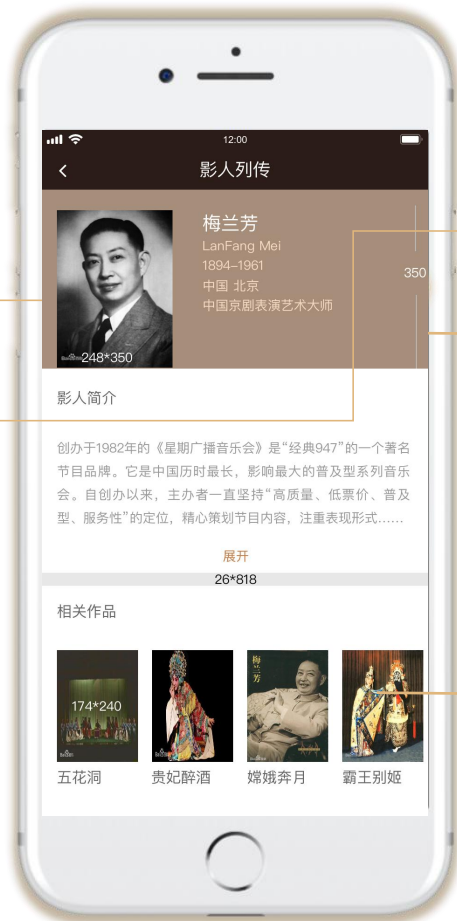 12:00
影人列传
梅兰芳
LanFang Mei
1894-1961
中国 北京
中国京剧表演艺术大师
350
248*350
影人简介
创办于1982年的《星期广播音乐会》是“经典947”的一个著名
节目品牌。它是中国历时最长，影响最大的普及型系列音乐
会。自创办以来，主办者一直坚持“高质量、低票价、普及
型、服务性”的定位，精心策划节目内容，注重表现形式……
展开
26*818
相关作品
174*240
梅兰芳
五花洞
贵妃醉酒
嫦娥奔月
霸王别姬